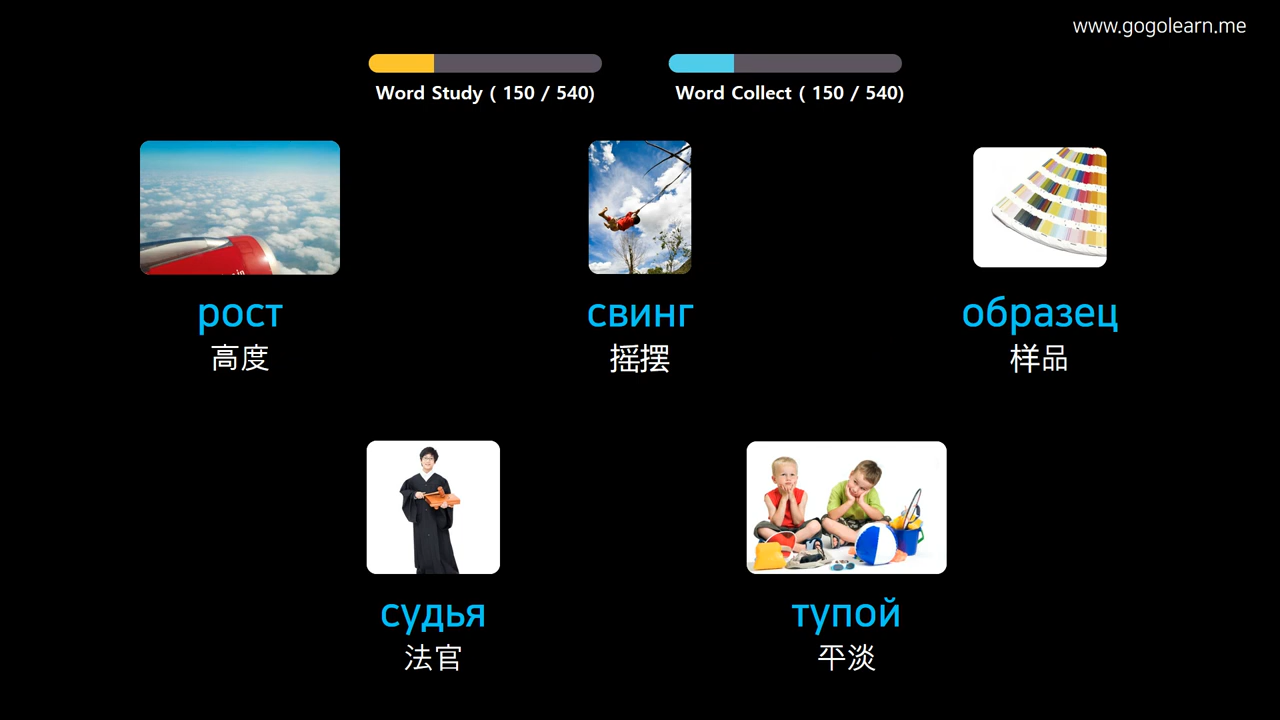 www.gogolearn.me
Word Study ( 150 / 540)
Word Collect ( 150 / 540)
рост
高度
свинг
摇摆
образец
样品
судья
法官
тупой
平淡